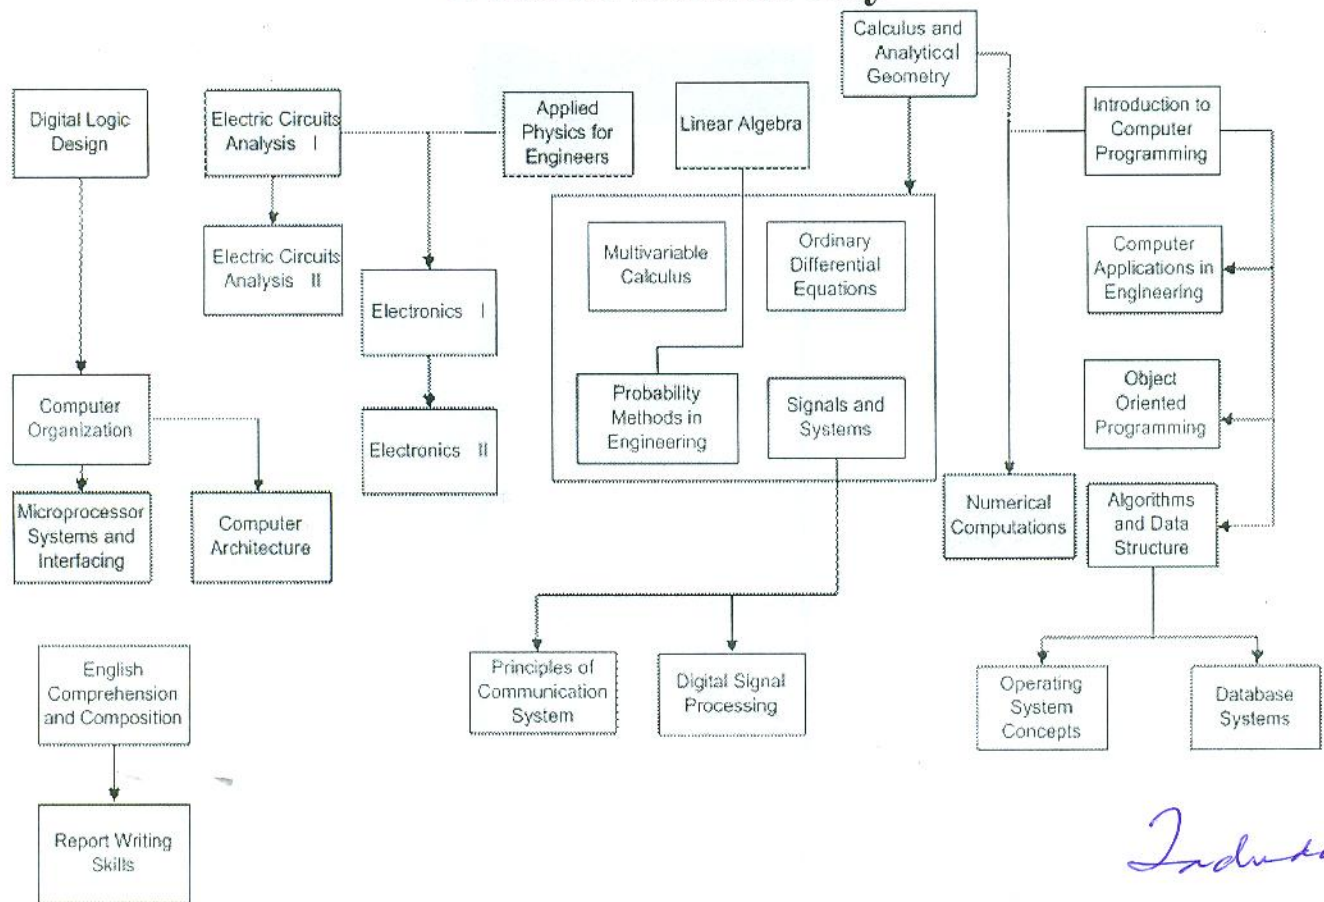 Calculus and
Analytical
Geometry
Digital Logic
Design
Electric Circuits
Analysis I
Applied
Physics for
Engineers
Linear Algebra
Introduction to
Computer
Programming
Electric Circuits
Analysis II
Multivariable
Calculus
Ordinary
Differential
Equations
Computer
Applications in
Engineering
Electronics I
Computer
Organization
Electronics II
Probability
Methods in
Engineering
Signals and
Systems
Object
Oriented
Programming
Microprocessor
Systems and
Interfacing
Computer
Architecture
Numerical
Computations
Algorithms
and Data
Structure
English
Comprehension
and Composition
Principles of
Communication
System
Digital Signal
Processing
Operating
System
Concepts
Database
Systems
Report Writing
Skills